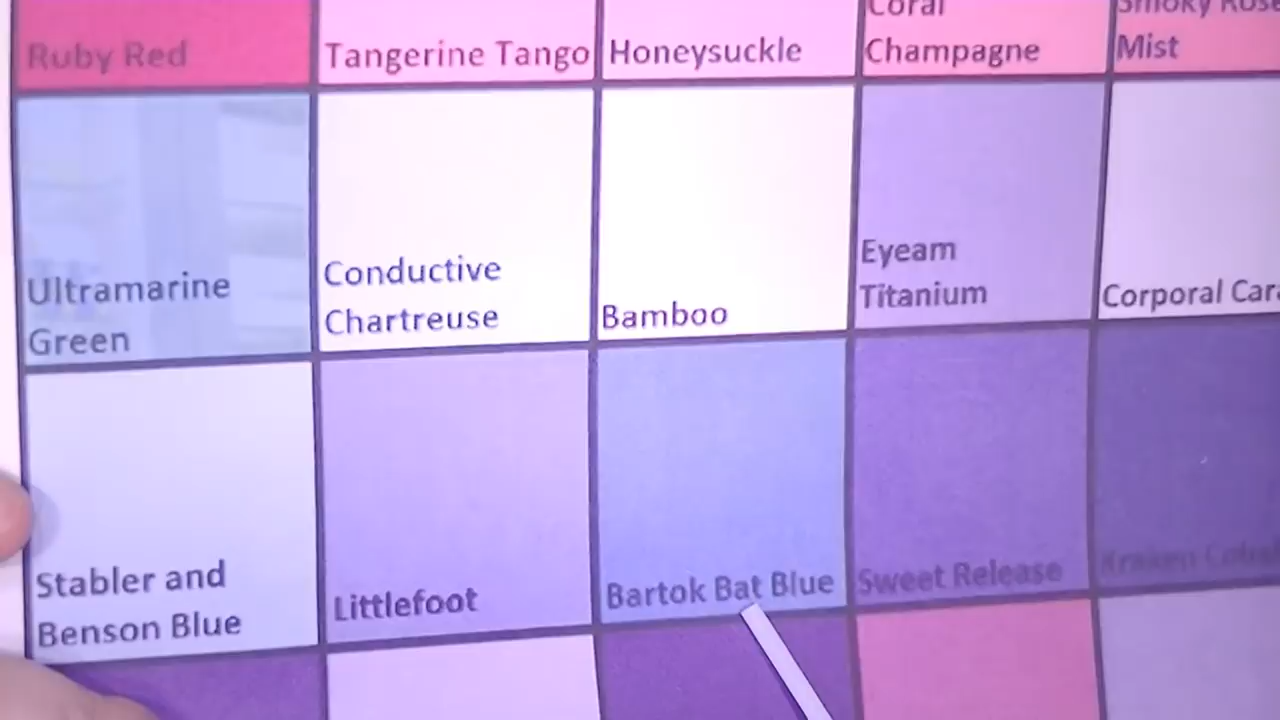 Ruby Red
Tangerine Tango
Honeysuckle
Coral
Champagne
Smoky Rose
Mist
Ultramarine
Green
Conductive
Chartreuse
Bamboo
Eyeam
Titanium
Corporal
Stabler and
Benson Blue
Littlefoot
Bartok Bat Blue
Sweet Release
Kraken